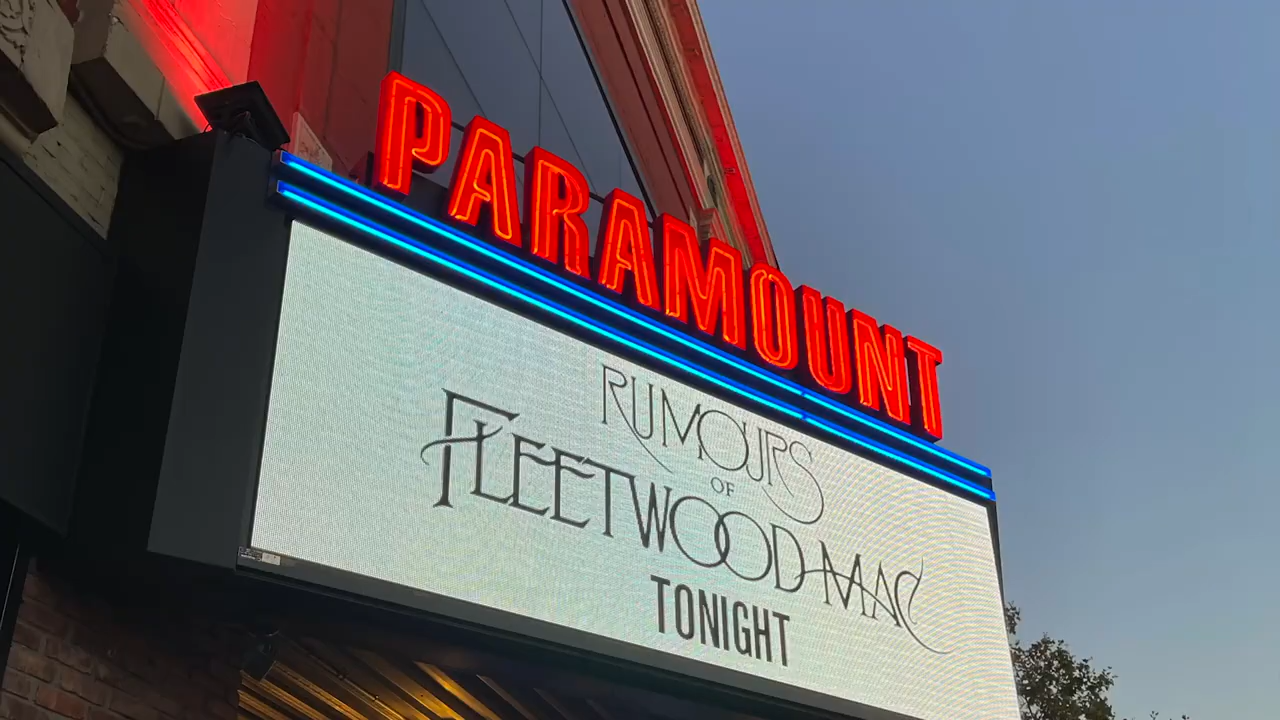 PARAMOUNT
RUMOURS
OF
FLEETWOOD MAC
TONIGHT